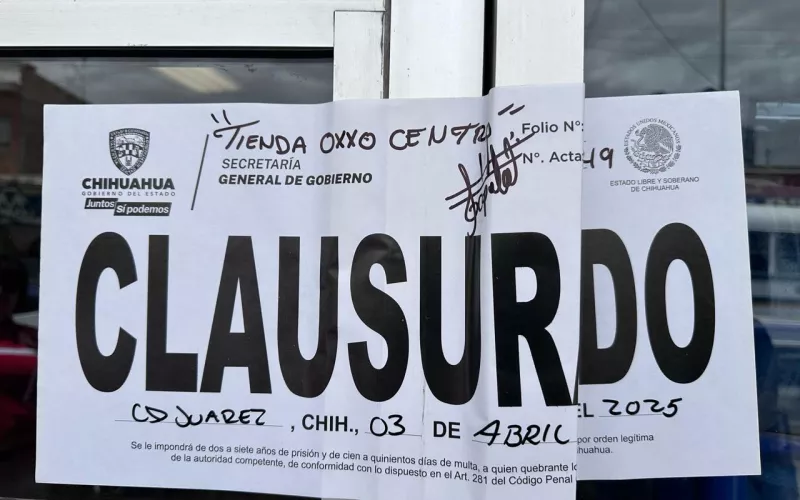 "TIENDA OXXO CENTRO"
CHIHUAHUA
GOBIERNO DEL ESTADO
Juntos Sí podemos
SECRETARÍA
GENERAL DE GOBIERNO
Folio N°:
N°. Acta 49
ESTADOS UNIDOS MEXICANOS
ESTADO LIBRE Y SOBERANO
DE CHIHUAHUA
CLAUSURDO
CD JUAREZ, CHIH., 03 DE ABRIL EL 2025
Se le impondrá de dos a siete años de prisión y de cien a quinientos días de multa, a quien quebrante lo por orden legítima
de la autoridad competente, de conformidad con lo dispuesto en el Art. 281 del Código Penal ihuahua.